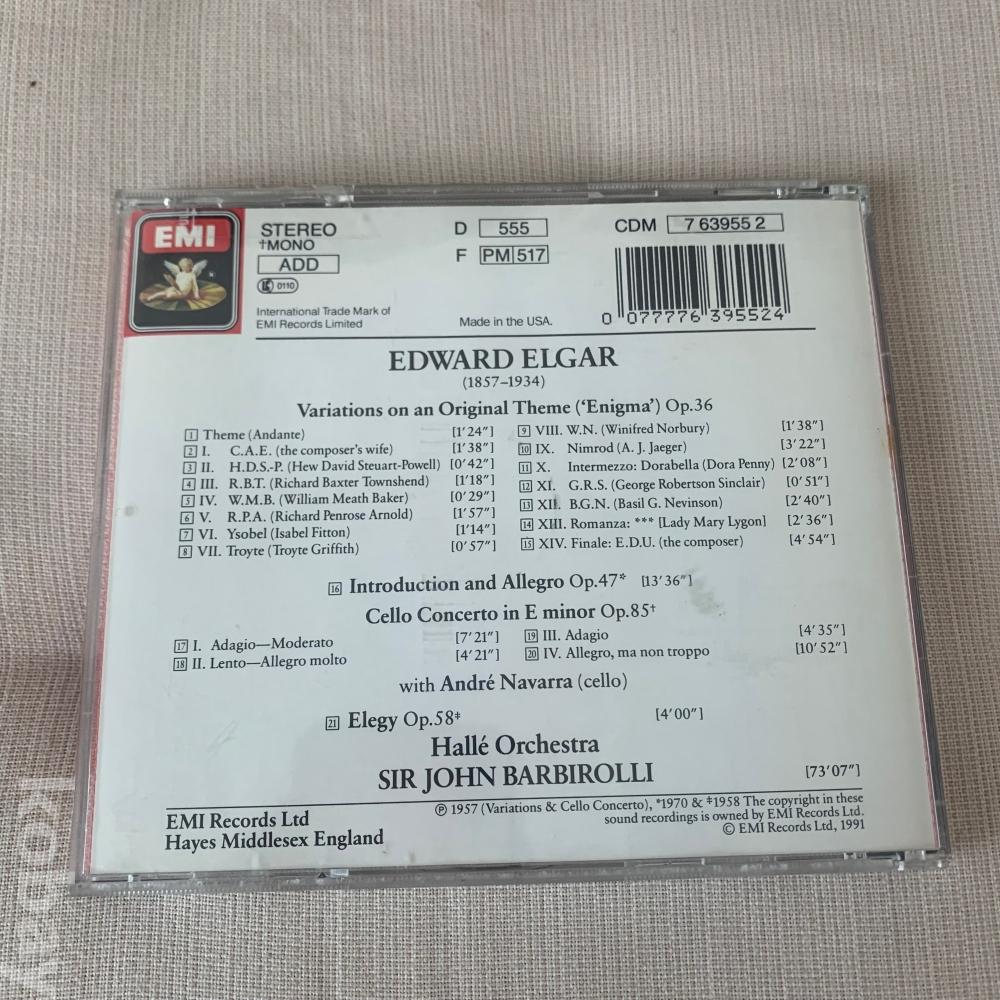 EMI
STEREO
†MONO
ADD
LC 0110
International Trade Mark of
EMI Records Limited
Made in the USA.
D 555
F PM 517
CDM 7 63955 2
0 077776 395524
EDWARD ELGAR
(1857–1934)
Variations on an Original Theme (‘Enigma’) Op.36
1 Theme (Andante) [1’24”]
2 I. C.A.E. (the composer’s wife) [1’38”]
3 II. H.D.S.-P. (Hew David Steuart-Powell) [0’42”]
4 III. R.B.T. (Richard Baxter Townshend) [1’18”]
5 IV. W.M.B. (William Meath Baker) [0’29”]
6 V. R.P.A. (Richard Penrose Arnold) [1’57”]
7 VI. Ysobel (Isabel Fitton) [1’14”]
8 VII. Troyte (Troyte Griffith) [0’57”]
9 VIII. W.N. (Winifred Norbury) [1’38”]
10 IX. Nimrod (A. J. Jaeger) [3’22”]
11 X. Intermezzo: Dorabella (Dora Penny) [2’08”]
12 XI. G.R.S. (George Robertson Sinclair) [0’51”]
13 XII. B.G.N. (Basil G. Nevinson) [2’40”]
14 XIII. Romanza: *** [Lady Mary Lygon] [2’36”]
15 XIV. Finale: E.D.U. (the composer) [4’54”]
16 Introduction and Allegro Op.47* [13’36”]
Cello Concerto in E minor Op.85†
17 I. Adagio—Moderato [7’21”]
18 II. Lento—Allegro molto [4’21”]
19 III. Adagio [4’35”]
20 IV. Allegro, ma non troppo [10’52”]
with André Navarra (cello)
21 Elegy Op.58‡ [4’00”]
Hallé Orchestra
SIR JOHN BARBIROLLI [73’07”]
EMI Records Ltd
Hayes Middlesex England
℗ 1957 (Variations & Cello Concerto), *1970 & ‡1958 The copyright in these
sound recordings is owned by EMI Records Ltd.
© EMI Records Ltd, 1991
kopay